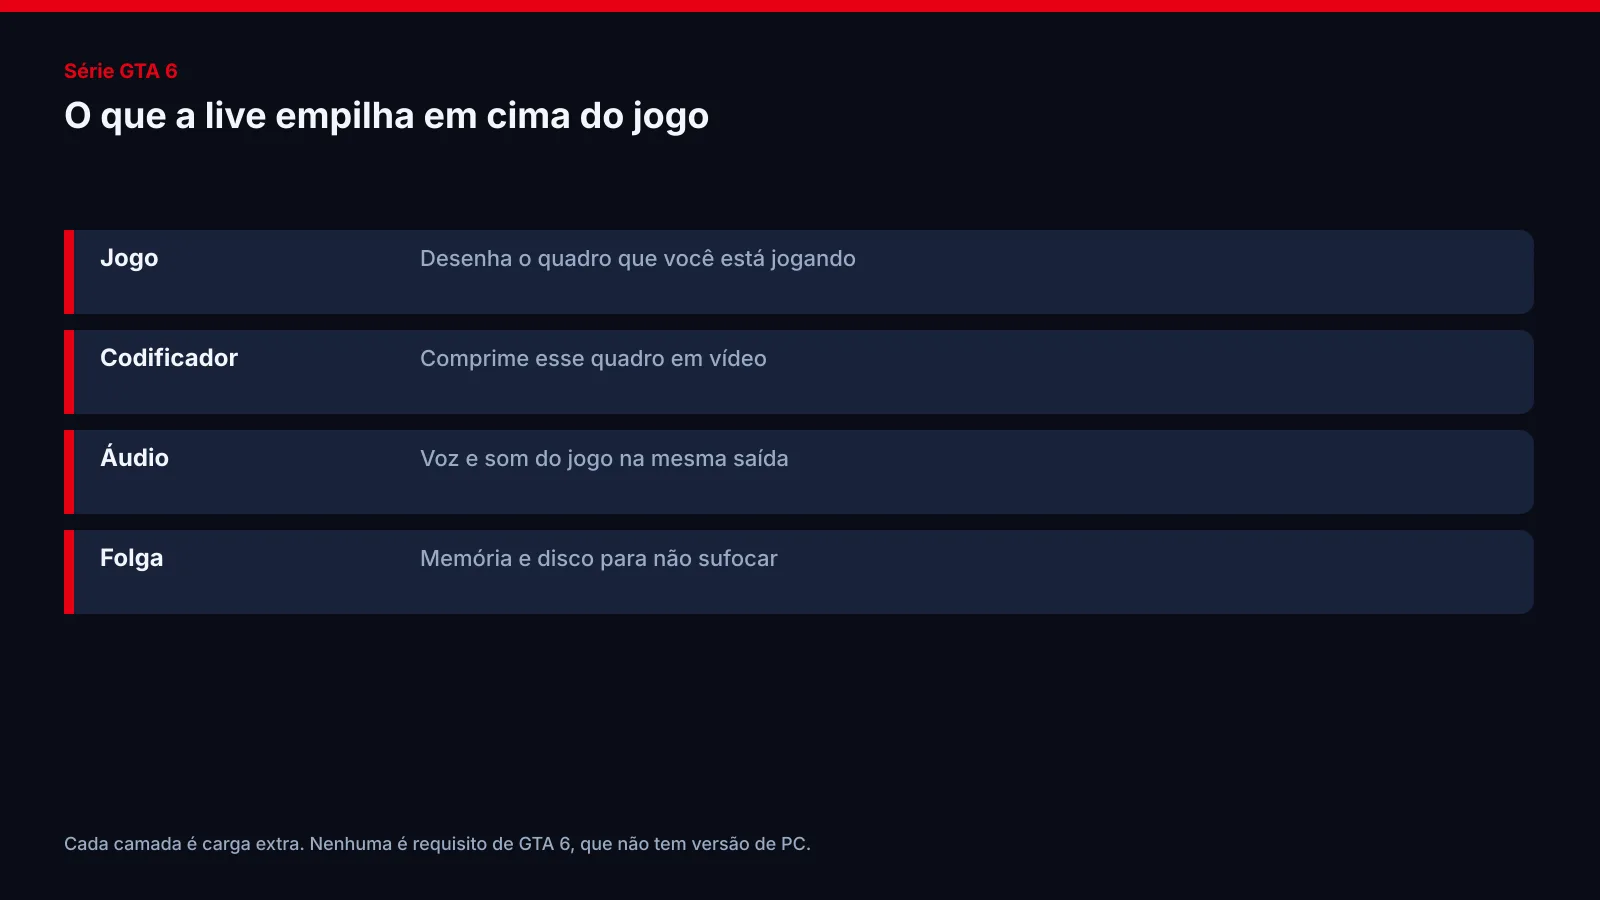 Série GTA 6
O que a live empilha em cima do jogo
Jogo
Desenha o quadro que você está jogando
Codificador
Comprime esse quadro em vídeo
Áudio
Voz e som do jogo na mesma saída
Folga
Memória e disco para não sufocar
Cada camada é carga extra. Nenhuma é requisito de GTA 6, que não tem versão de PC.